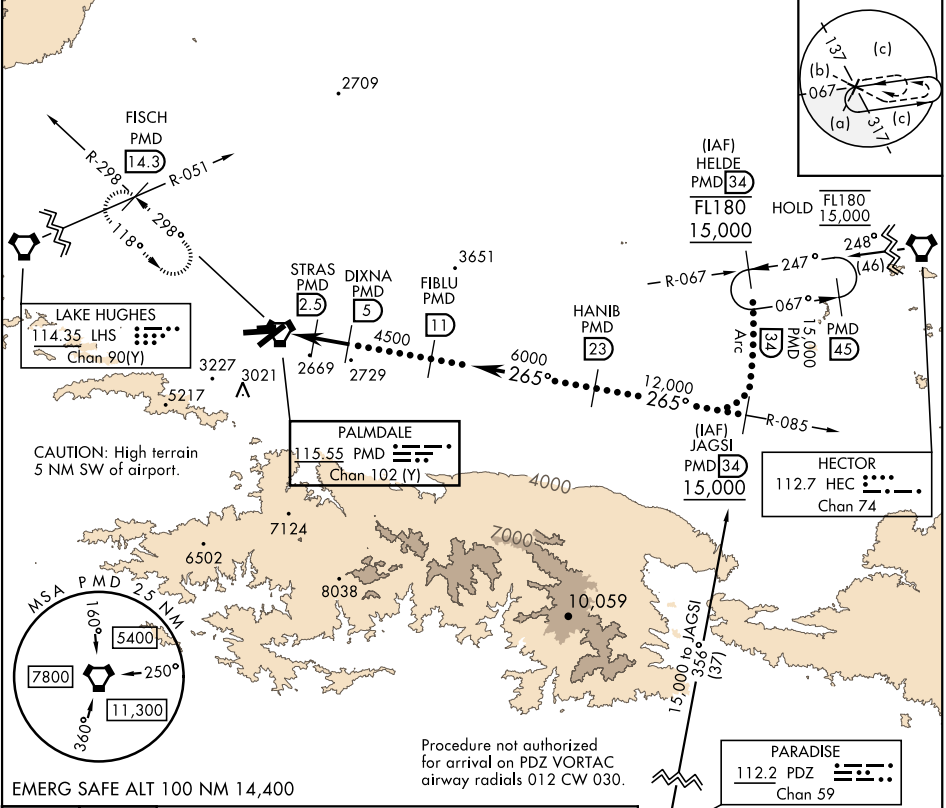 2709
FISCH
PMD
14.3
R-298
R-051
298°
118°
137
(c)
(b)
067
(a)
(c)
317
(IAF)
HELDE
PMD 34
FL180
15,000
HOLD FL180
15,000
248°
(46)
R-067
247°
067°
Arc
34
PMD
15,000
PMD
45
3651
STRAS
PMD
2.5
DIXNA
PMD
5
FIBLU
PMD
11
HANIB
PMD
23
4500
6000
265°
12,000
265°
R-085
(IAF)
JAGSI
PMD 34
15,000
LAKE HUGHES
114.35 LHS
Chan 90(Y)
2669
2729
3227
3021
5217
CAUTION: High terrain
5 NM SW of airport.
PALMDALE
115.55 PMD
Chan 102 (Y)
HECTOR
112.7 HEC
Chan 74
4000
7000
7124
6502
8038
10,059
MSA PMD 25 NM
160°
5400
7800
250°
11,300
360°
15,000 to JAGSI
356°
(37)
Procedure not authorized
for arrival on PDZ VORTAC
airway radials 012 CW 030.
PARADISE
112.2 PDZ
Chan 59
EMERG SAFE ALT 100 NM 14,400